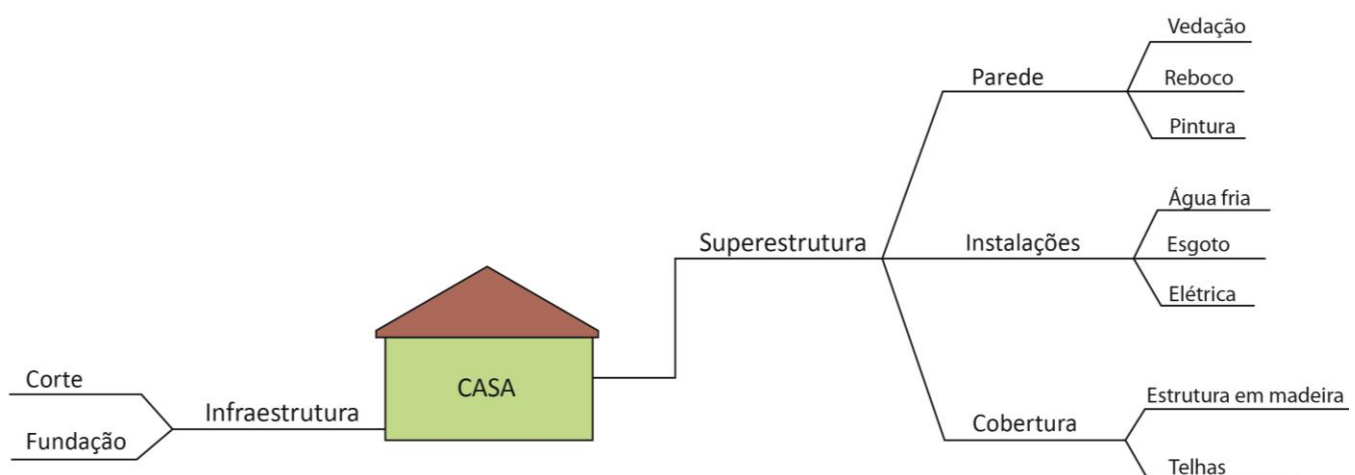 Vedação
Parede
Reboco
Pintura
Água fria
Superestrutura
Instalações
Esgoto
Elétrica
CASA
Corte
Infraestrutura
Fundação
Estrutura em madeira
Cobertura
Telhas